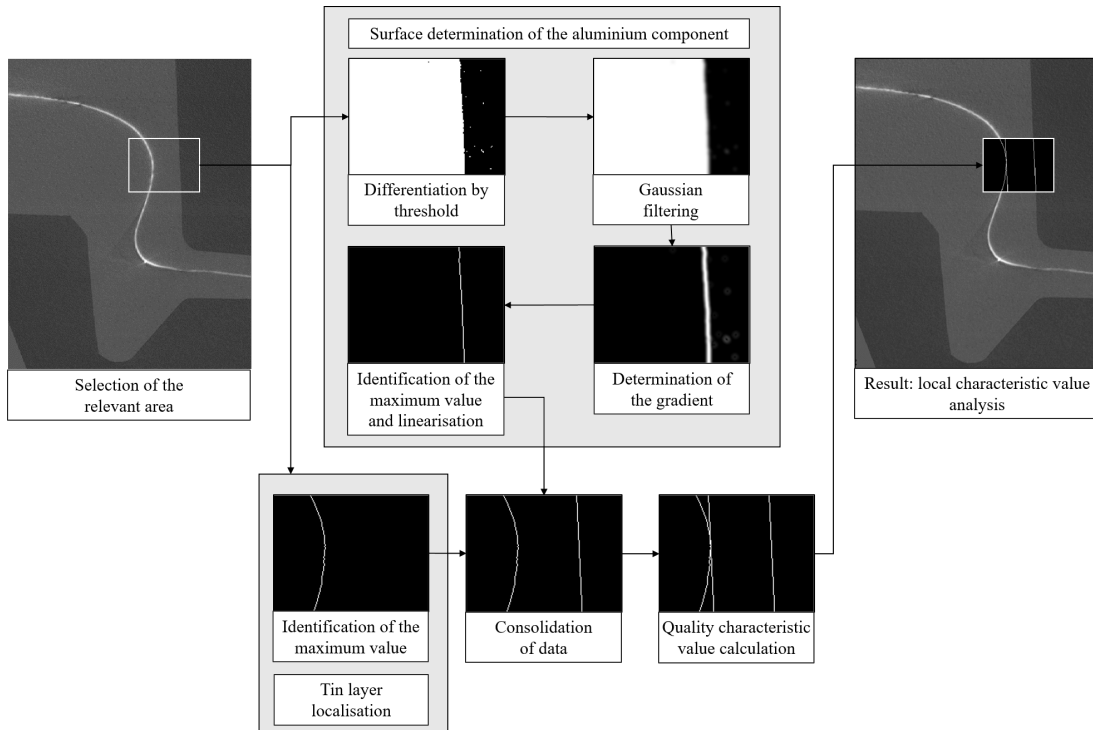 Surface determination of the aluminium component
Differentiation by
threshold
Gaussian
filtering
Selection of the
relevant area
Identification of the
maximum value
and linearisation
Determination of
the gradient
Result: local characteristic value
analysis
Identification of the
maximum value
Consolidation
of data
Quality characteristic
value calculation
Tin layer
localisation